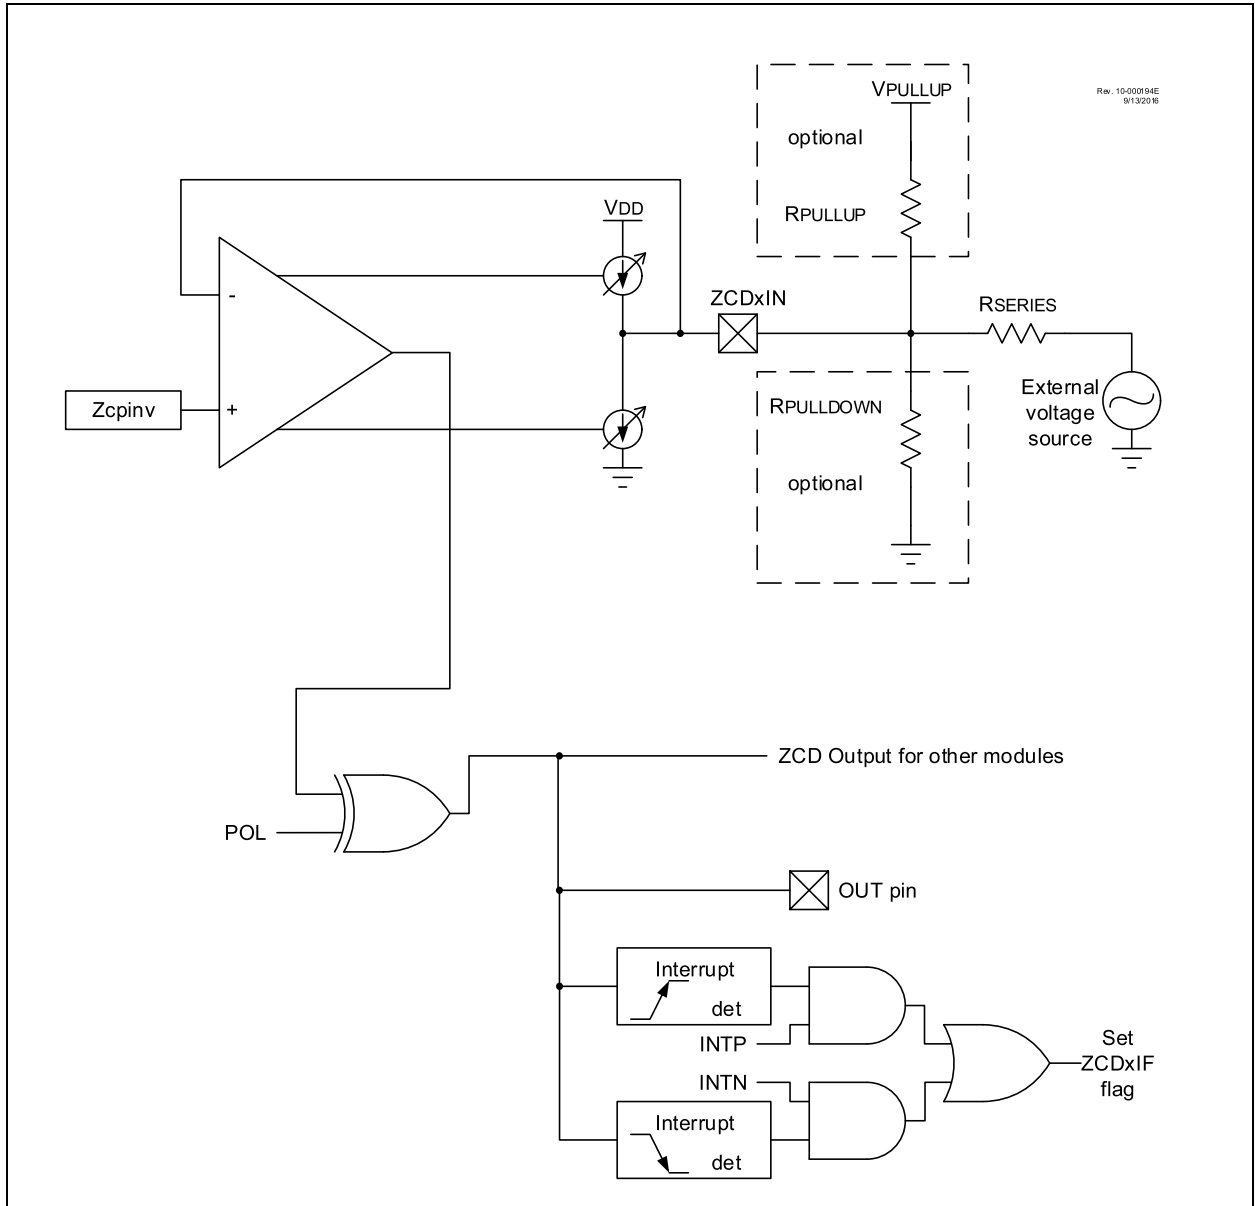 VPULLUP
Rev. 10-000194E
9/13/2016
optional
VDD
RPULLUP
ZCDxIN
RSERIES
-
Zcpinv
+
RPULLDOWN
External
voltage
source
optional
ZCD Output for other modules
POL
OUT pin
Interrupt
det
INTP
Set
ZCDxIF
flag
INTN
Interrupt
det